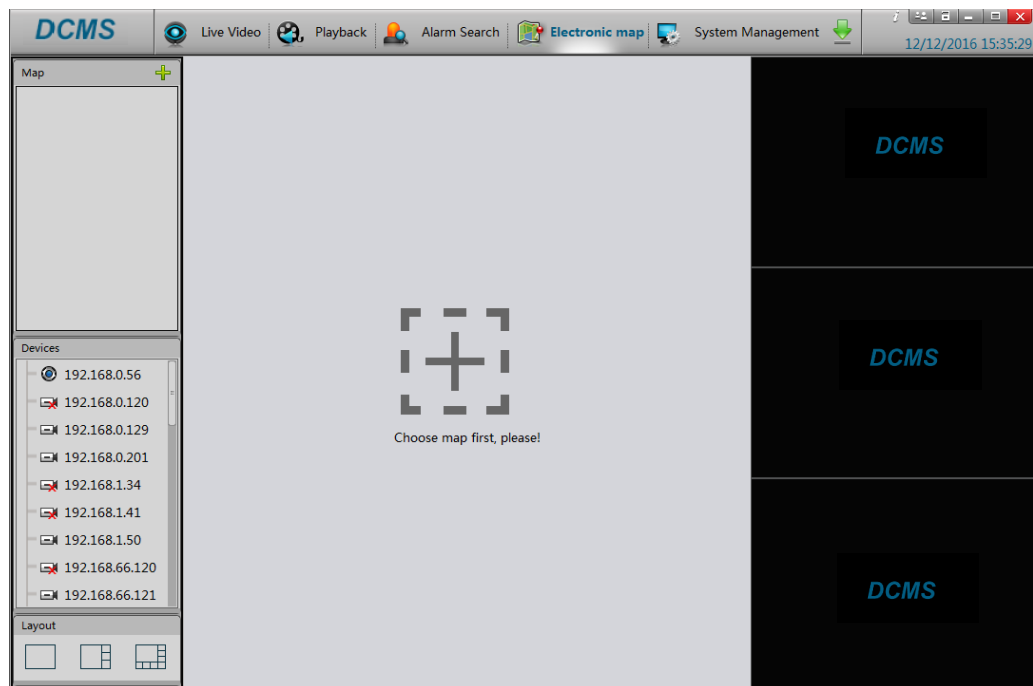 DCMS
Live Video
Playback
Alarm Search
Electronic map
System Management
12/12/2016 15:35:29
Map
DCMS
Choose map first, please!
DCMS
Devices
192.168.0.56
192.168.0.120
192.168.0.129
192.168.0.201
192.168.1.34
192.168.1.41
192.168.1.50
192.168.66.120
192.168.66.121
DCMS
Layout